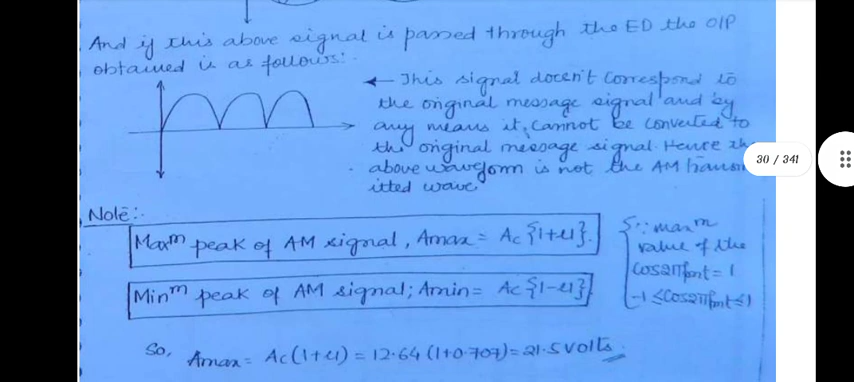 And if this above signal is passed through the ED the O/P
obtained is as follows:-
← This signal doesn't correspond to
the original message signal and by
any means it, cannot be converted to
the original message signal. Hence th
above waveform is not the AM transm
itted wave
30 / 341
Note:-
Maxᵐ peak of AM signal, Amax = Ac{1+μ}.
Minᵐ peak of AM signal; Amin = Ac{1-μ}
{∵ maxᵐ
value of the
cos2πfmt = 1
(-1 ≤ cos2πfmt ≤ 1)
So, Amax = Ac(1+μ) = 12.64 (1+0.707) = 21.5 volts.